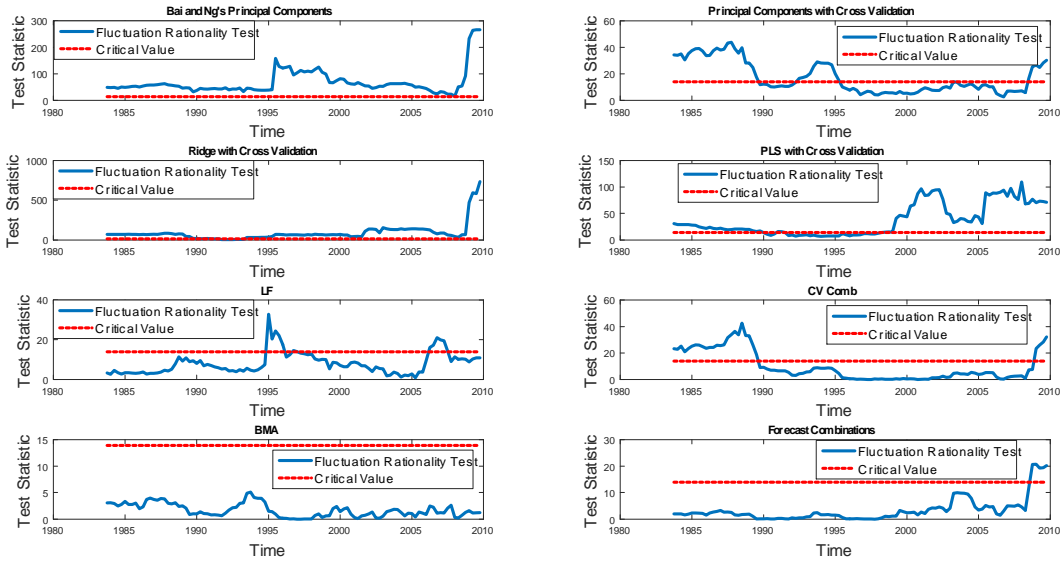 Bai and Ng's Principal Components
300
200
100
0
Test Statistic
Fluctuation Rationality Test
Critical Value
1980 1985 1990 1995 2000 2005 2010
Time
Principal Components with Cross Validation
60
40
20
0
Test Statistic
Fluctuation Rationality Test
Critical Value
1980 1985 1990 1995 2000 2005 2010
Time
Ridge with Cross Validation
1000
500
0
Test Statistic
Fluctuation Rationality Test
Critical Value
1980 1985 1990 1995 2000 2005 2010
Time
PLS with Cross Validation
150
100
50
0
Test Statistic
Fluctuation Rationality Test
Critical Value
1980 1985 1990 1995 2000 2005 2010
Time
LF
40
20
0
Test Statistic
Fluctuation Rationality Test
Critical Value
1980 1985 1990 1995 2000 2005 2010
Time
CV Comb
60
40
20
0
Test Statistic
Fluctuation Rationality Test
Critical Value
1980 1985 1990 1995 2000 2005 2010
Time
BMA
15
10
5
0
Test Statistic
Fluctuation Rationality Test
Critical Value
1980 1985 1990 1995 2000 2005 2010
Time
Forecast Combinations
30
20
10
0
Test Statistic
Fluctuation Rationality Test
Critical Value
1980 1985 1990 1995 2000 2005 2010
Time